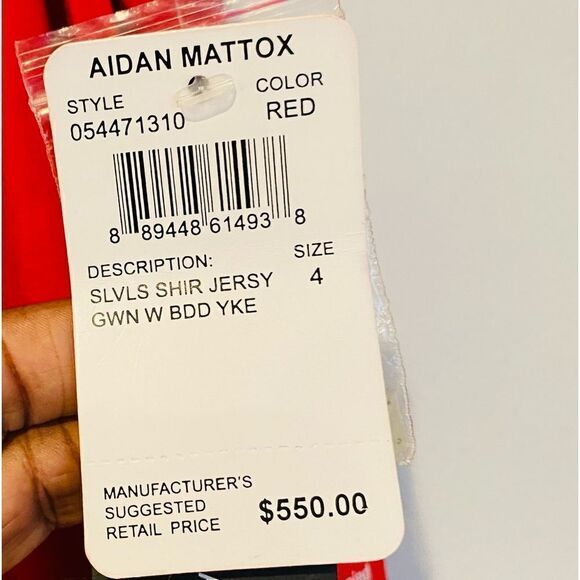 AIDAN MATTOX
STYLE COLOR
054471310 RED
8 89448 61493 8
DESCRIPTION: SIZE
SLVLS SHIR JERSY 4
GWN W BDD YKE
MANUFACTURER'S
SUGGESTED
RETAIL PRICE $550.00